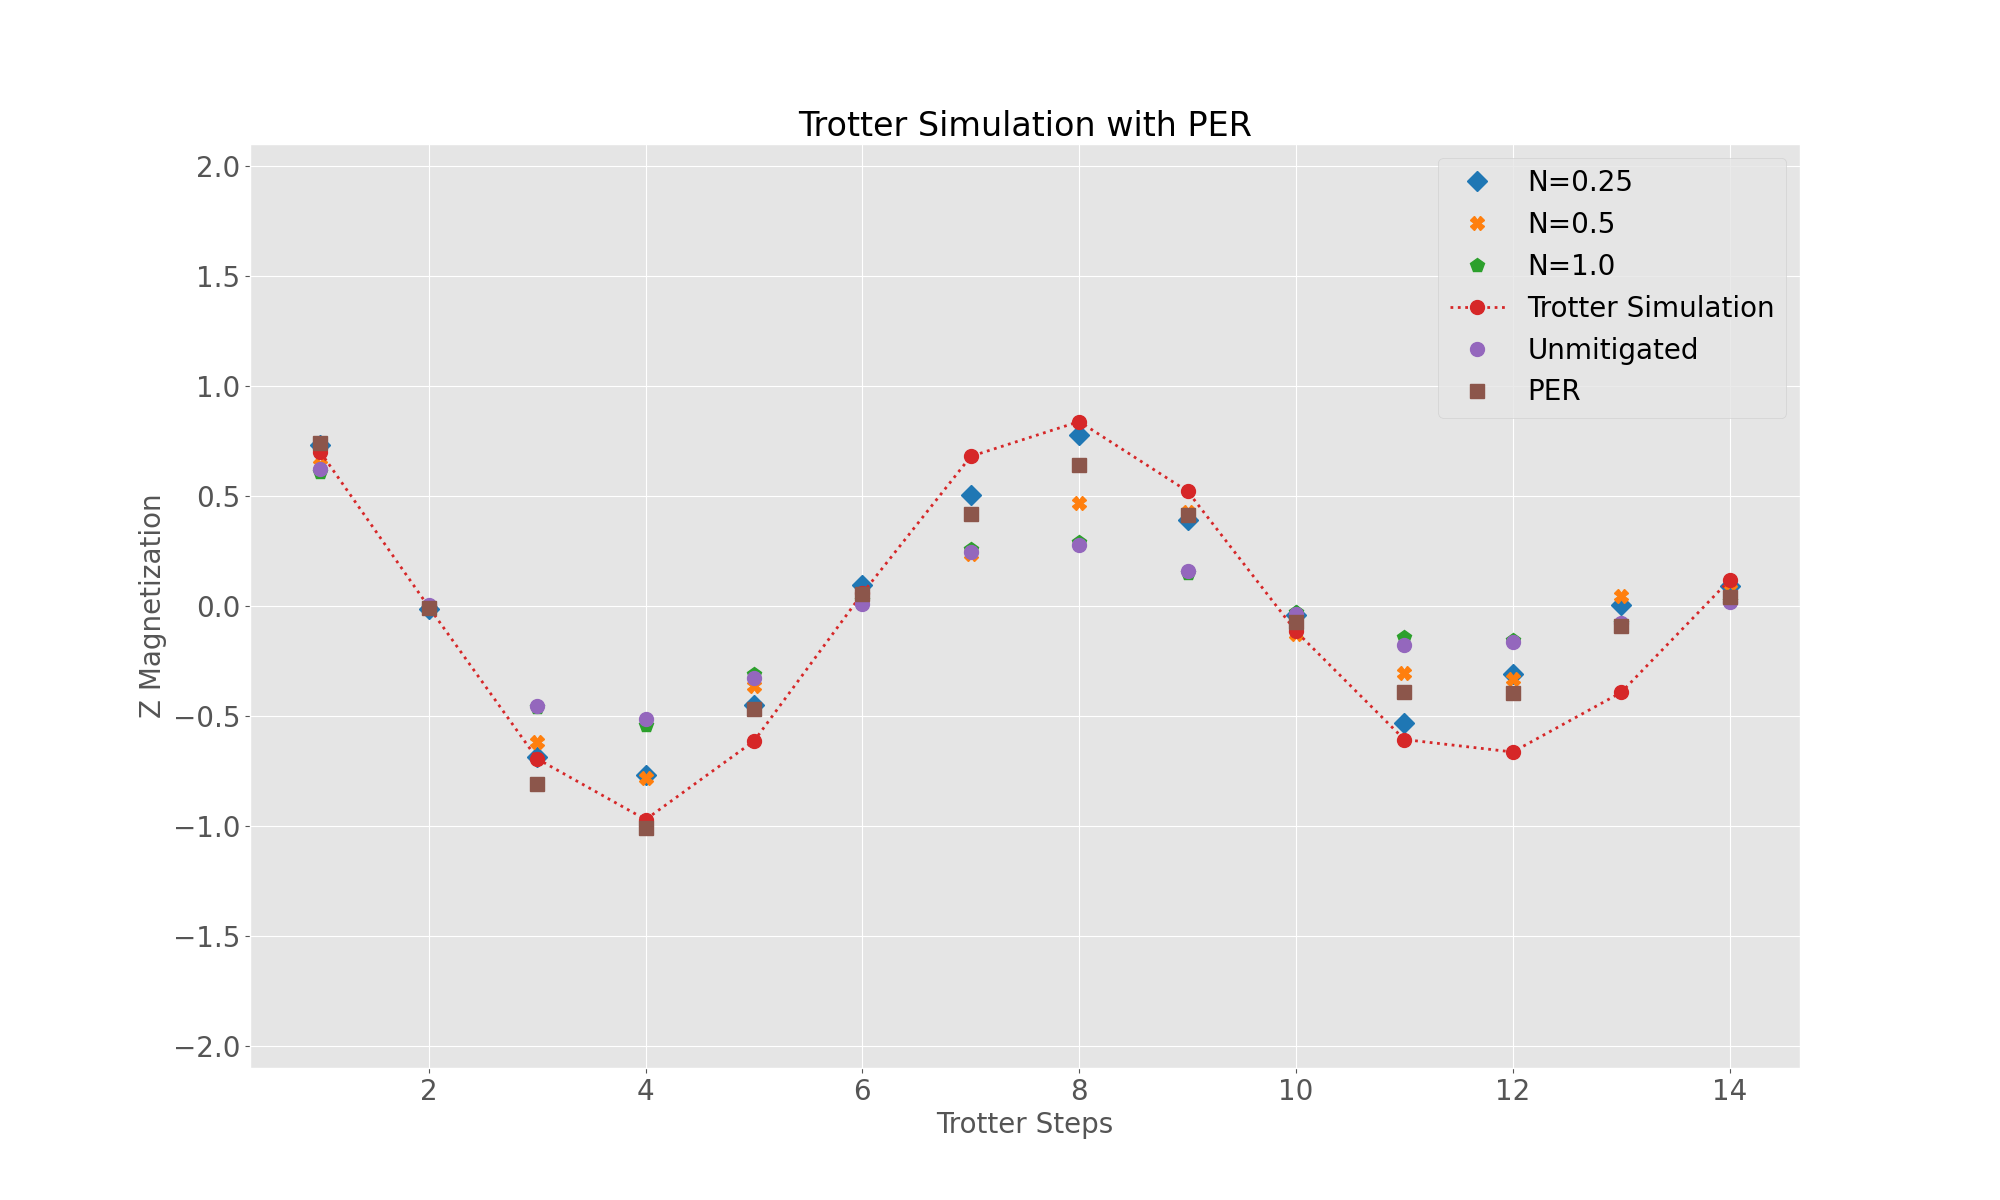 Trotter Simulation with PER
2.0
1.5
1.0
0.5
0.0
−0.5
−1.0
−1.5
−2.0
Z Magnetization
N=0.25
N=0.5
N=1.0
Trotter Simulation
Unmitigated
PER
2 4 6 8 10 12 14
Trotter Steps